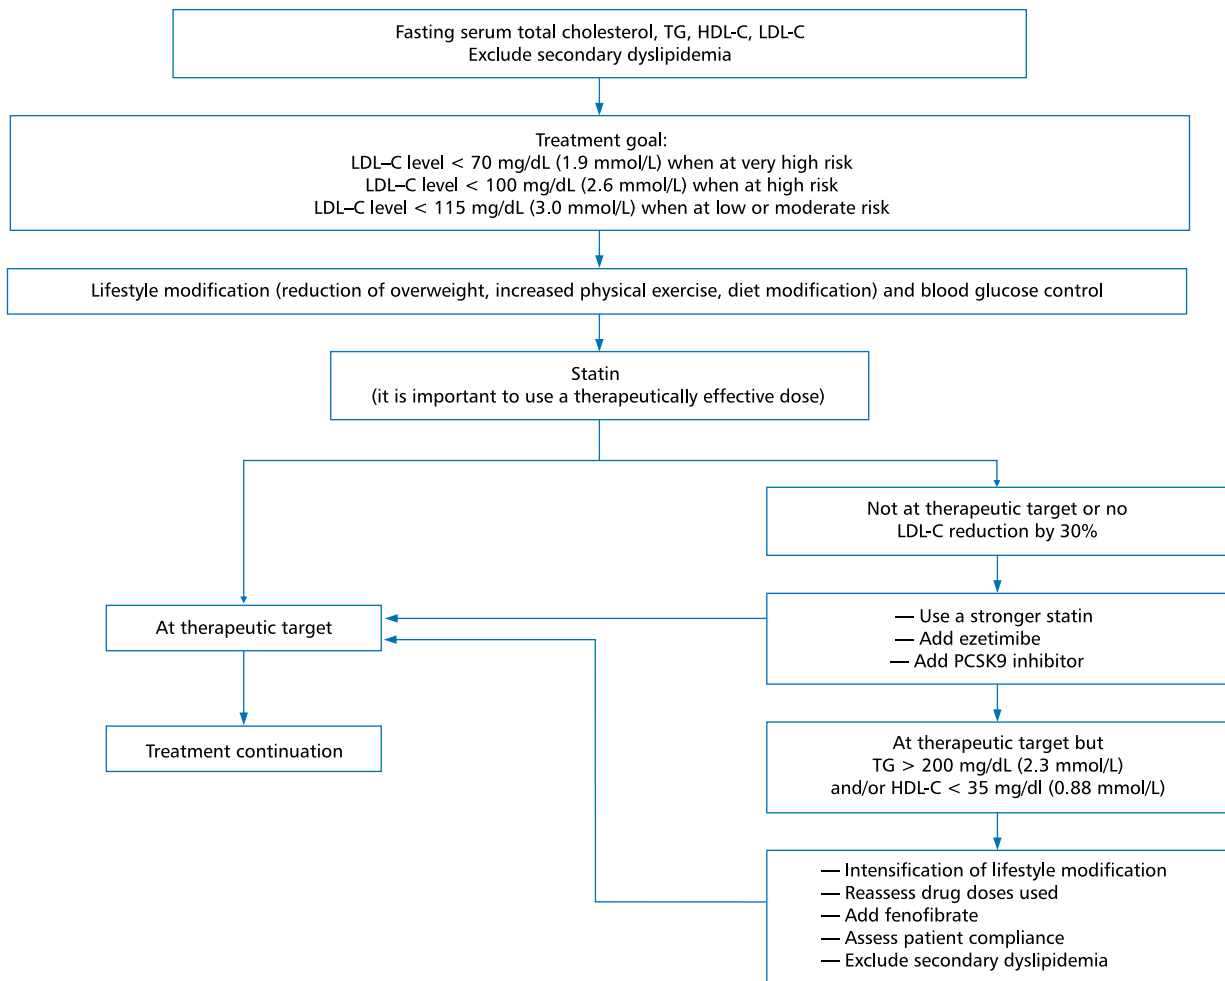 Fasting serum total cholesterol, TG, HDL-C, LDL-C
Exclude secondary dyslipidemia
Treatment goal:
LDL–C level < 70 mg/dL (1.9 mmol/L) when at very high risk
LDL–C level < 100 mg/dL (2.6 mmol/L) when at high risk
LDL–C level < 115 mg/dL (3.0 mmol/L) when at low or moderate risk
Lifestyle modification (reduction of overweight, increased physical exercise, diet modification) and blood glucose control
Statin
(it is important to use a therapeutically effective dose)
Not at therapeutic target or no
LDL-C reduction by 30%
At therapeutic target
— Use a stronger statin
— Add ezetimibe
— Add PCSK9 inhibitor
Treatment continuation
At therapeutic target but
TG > 200 mg/dL (2.3 mmol/L)
and/or HDL-C < 35 mg/dl (0.88 mmol/L)
— Intensification of lifestyle modification
— Reassess drug doses used
— Add fenofibrate
— Assess patient compliance
— Exclude secondary dyslipidemia